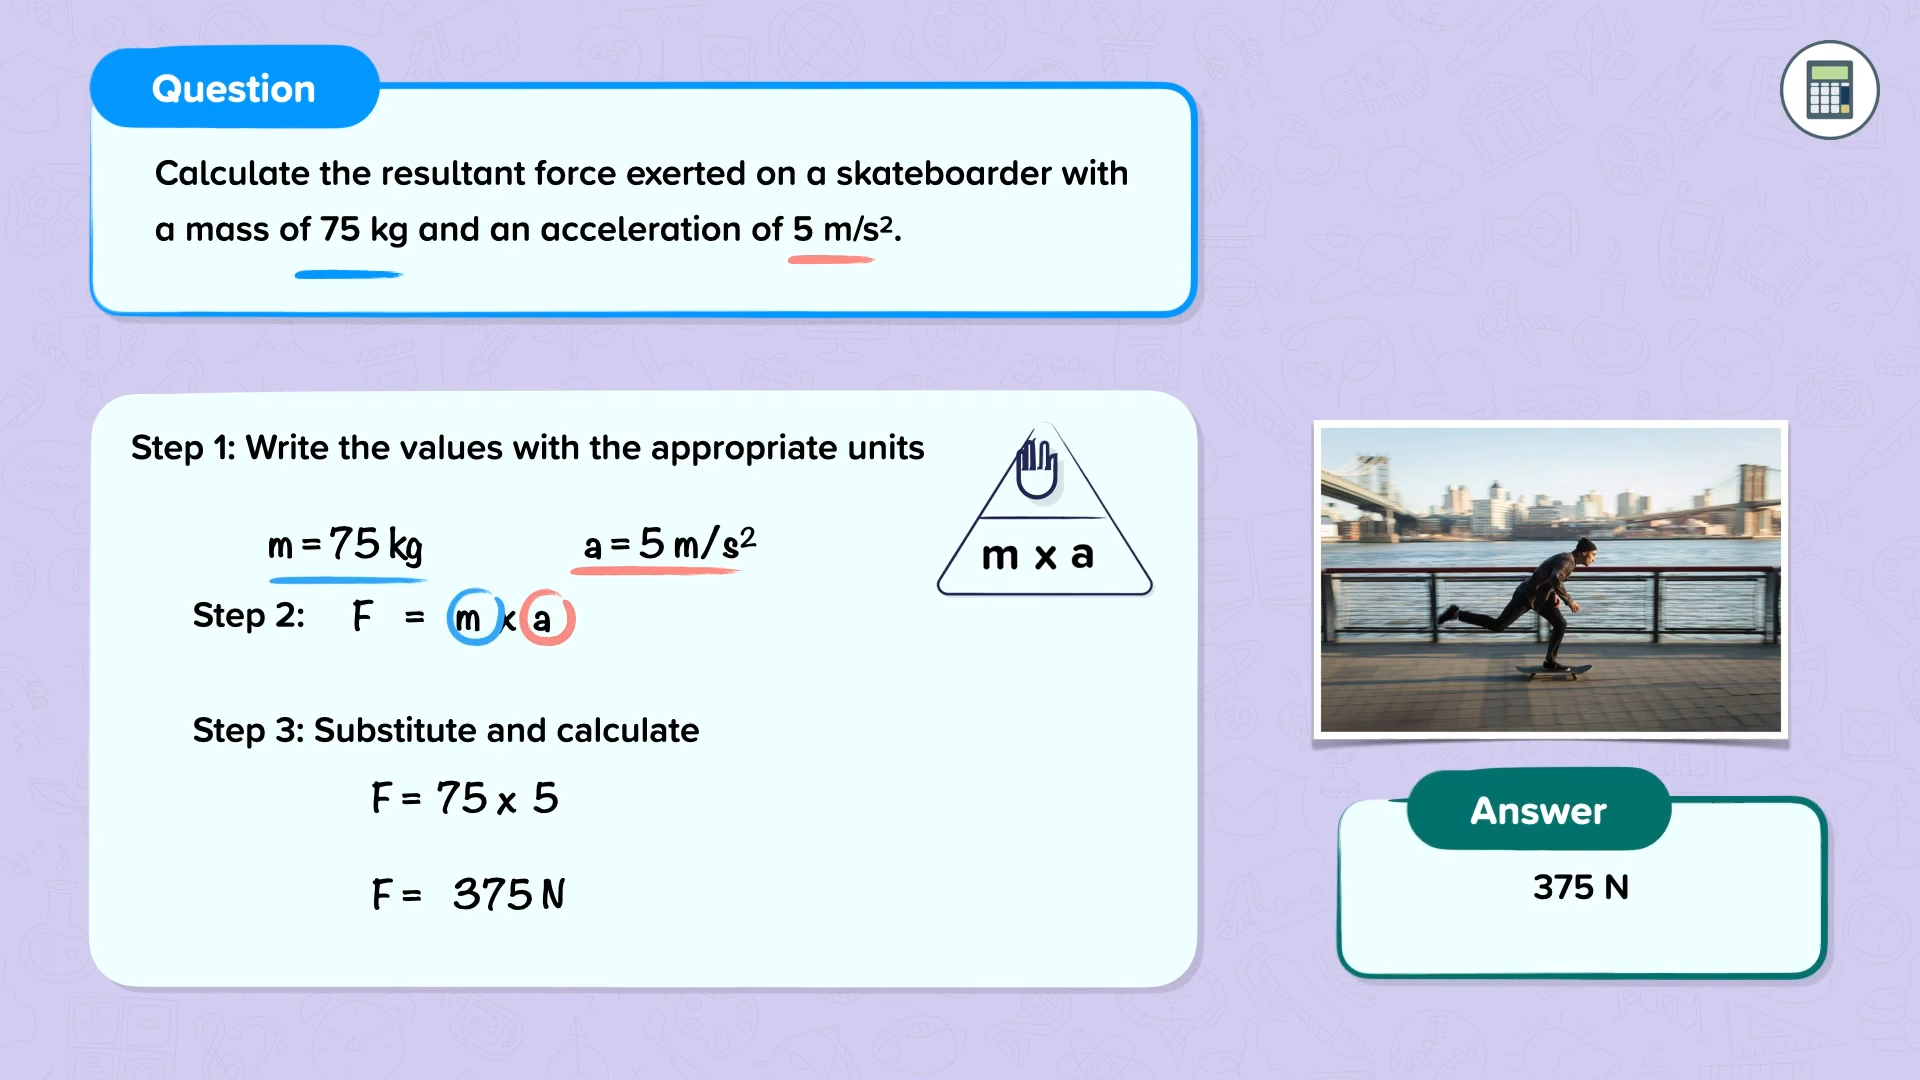 Question
Calculate the resultant force exerted on a skateboarder with
a mass of 75 kg and an acceleration of 5 m/s².
Step 1: Write the values with the appropriate units
m = 75 kg a = 5 m/s²
m x a
Step 2: F = m x a
Step 3: Substitute and calculate
F = 75 x 5
F = 375 N
Answer
375 N